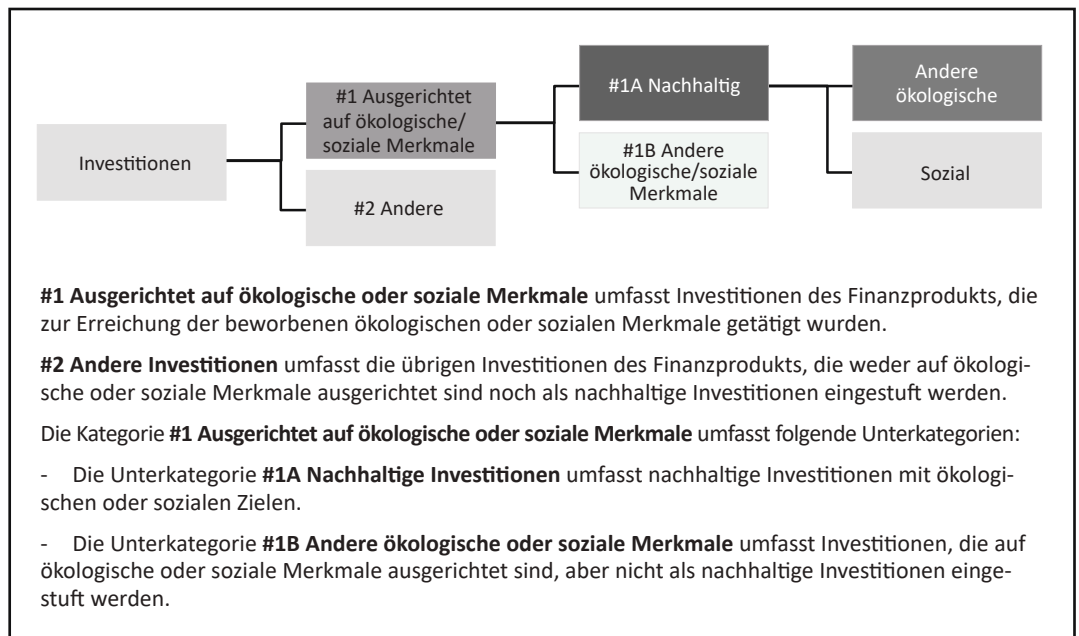 Investitionen
#1 Ausgerichtet
auf ökologische/
soziale Merkmale
#2 Andere
#1A Nachhaltig
#1B Andere
ökologische/soziale
Merkmale
Andere
ökologische
Sozial
#1 Ausgerichtet auf ökologische oder soziale Merkmale umfasst Investitionen des Finanzprodukts, die
zur Erreichung der beworbenen ökologischen oder sozialen Merkmale getätigt wurden.
#2 Andere Investitionen umfasst die übrigen Investitionen des Finanzprodukts, die weder auf ökologi-
sche oder soziale Merkmale ausgerichtet sind noch als nachhaltige Investitionen eingestuft werden.
Die Kategorie #1 Ausgerichtet auf ökologische oder soziale Merkmale umfasst folgende Unterkategorien:
- Die Unterkategorie #1A Nachhaltige Investitionen umfasst nachhaltige Investitionen mit ökologi-
schen oder sozialen Zielen.
- Die Unterkategorie #1B Andere ökologische oder soziale Merkmale umfasst Investitionen, die auf
ökologische oder soziale Merkmale ausgerichtet sind, aber nicht als nachhaltige Investitionen einge-
stuft werden.